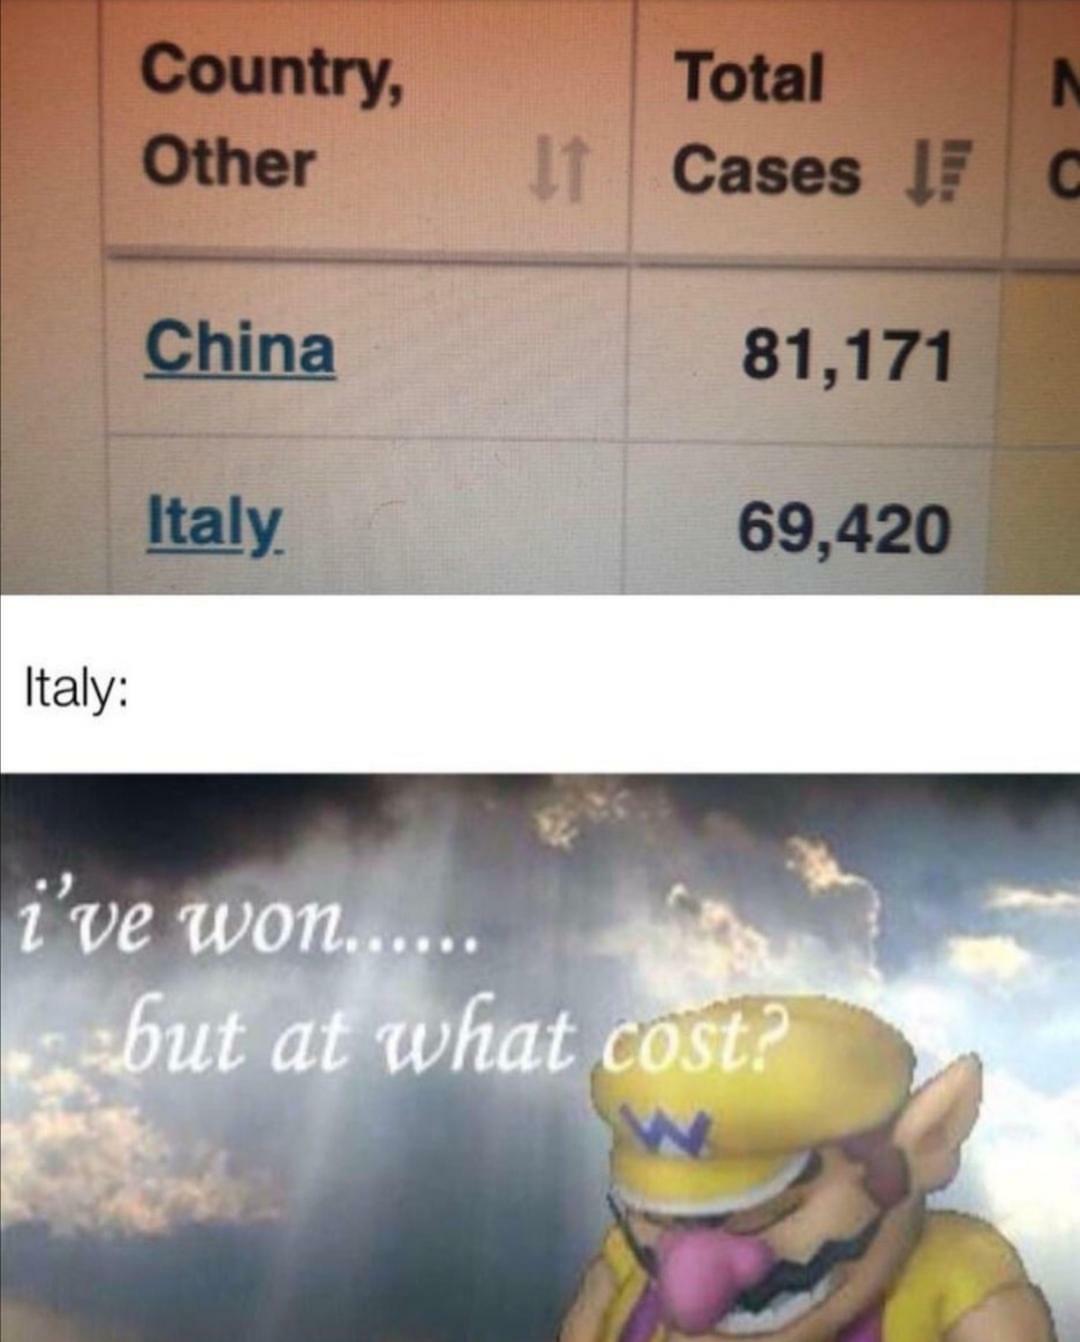 Country,
Other
Total
Cases
N
C
China 81,171
Italy 69,420
Italy:
i've won......
but at what cost?
W